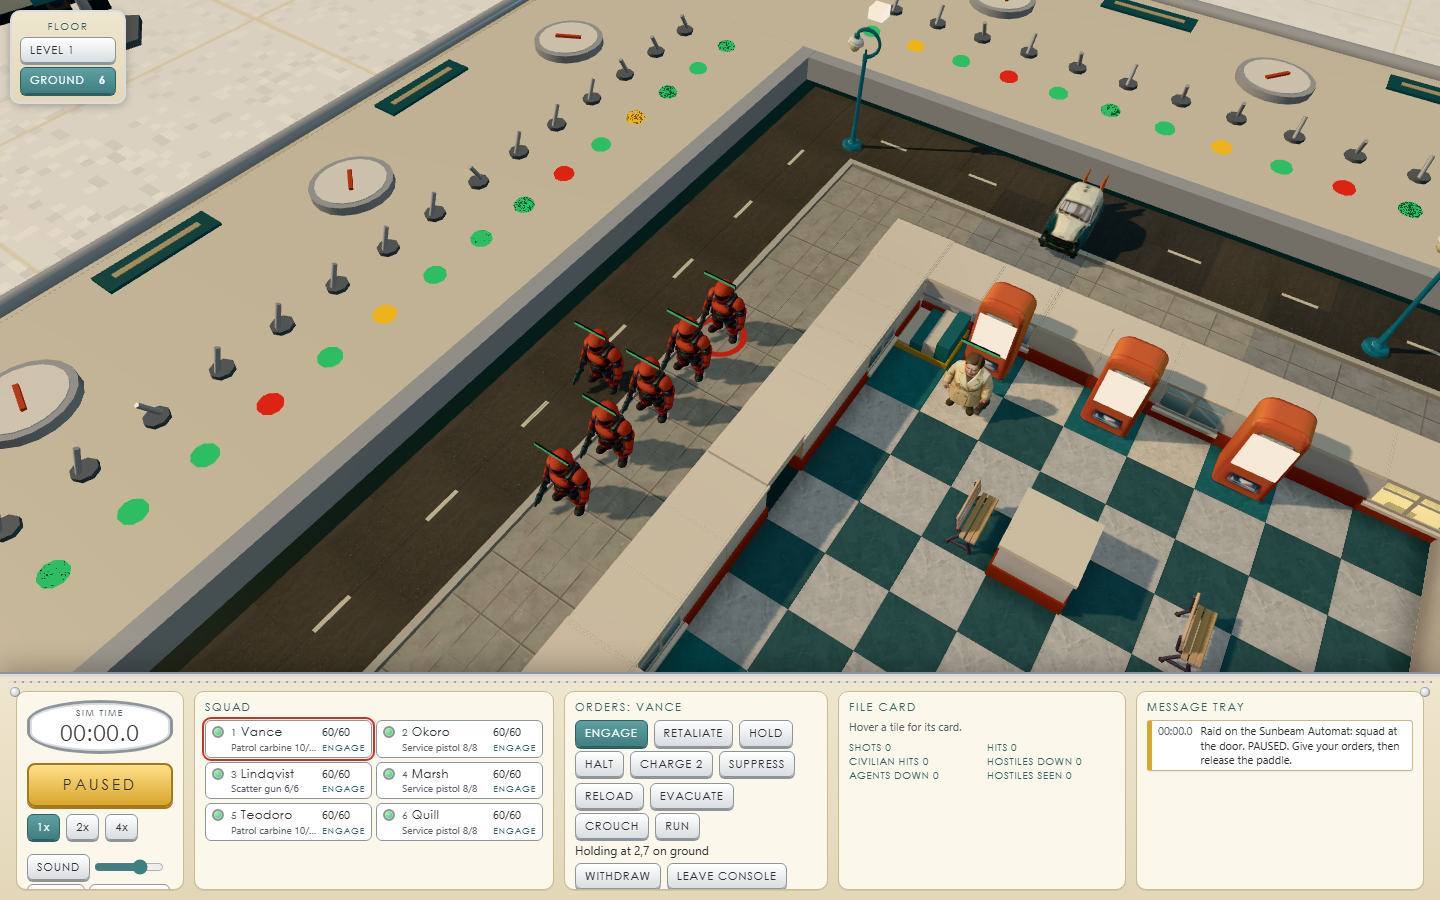 FLOOR
LEVEL 1
GROUND 6
SIM TIME
00:00.0
PAUSED
1x 2x 4x
SOUND
SQUAD
1 Vance 60/60
Patrol carbine 10/... ENGAGE
2 Okoro 60/60
Service pistol 8/8 ENGAGE
3 Lindqvist 60/60
Scatter gun 6/6 ENGAGE
4 Marsh 60/60
Service pistol 8/8 ENGAGE
5 Teodoro 60/60
Patrol carbine 10/... ENGAGE
6 Quill 60/60
Service pistol 8/8 ENGAGE
ORDERS: VANCE
ENGAGE RETALIATE HOLD
HALT CHARGE 2 SUPPRESS
RELOAD EVACUATE
CROUCH RUN
Holding at 2,7 on ground
WITHDRAW LEAVE CONSOLE
FILE CARD
Hover a tile for its card.
SHOTS 0 HITS 0
CIVILIAN HITS 0 HOSTILES DOWN 0
AGENTS DOWN 0 HOSTILES SEEN 0
MESSAGE TRAY
00:00.0 Raid on the Sunbeam Automat: squad at
the door. PAUSED. Give your orders, then
release the paddle.